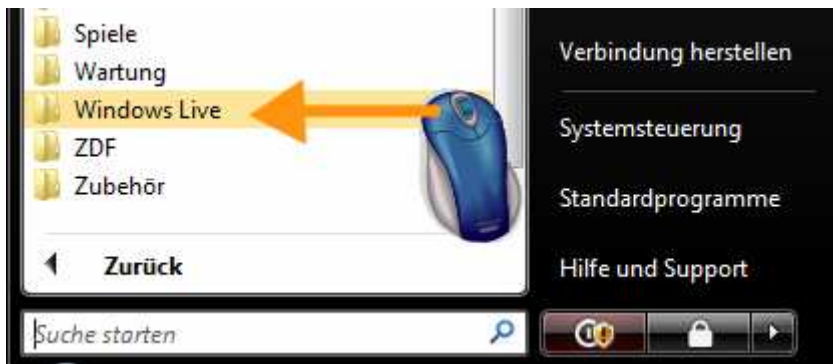 Spiele
Wartung
Windows Live
ZDF
Zubehör
Zurück
Suche starten
Verbindung herstellen
Systemsteuerung
Standardprogramme
Hilfe und Support